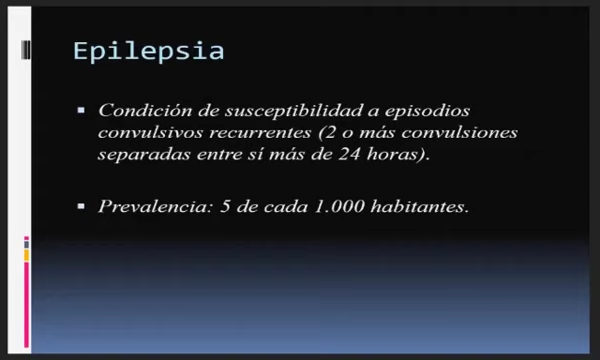 Epilepsia
Condición de susceptibilidad a episodios
convulsivos recurrentes (2 o más convulsiones
separadas entre sí más de 24 horas).
Prevalencia: 5 de cada 1.000 habitantes.